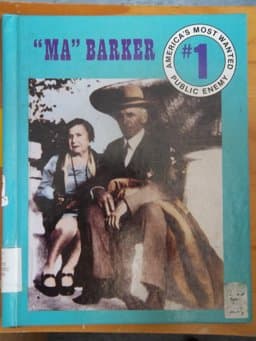 "MA" BARKER
AMERICA'S MOST WANTED
#1
PUBLIC ENEMY